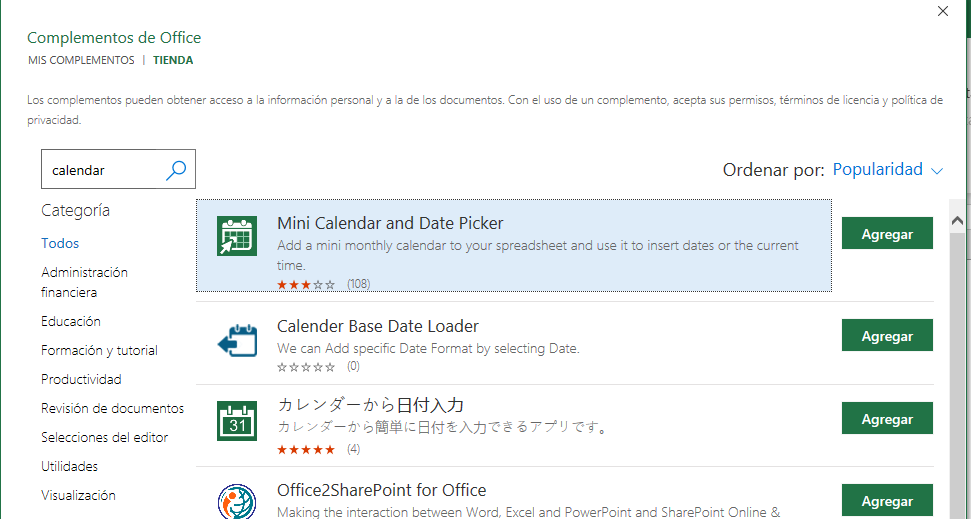 Complementos de Office
MIS COMPLEMENTOS | TIENDA
Los complementos pueden obtener acceso a la información personal y a la de los documentos. Con el uso de un complemento, acepta sus permisos, términos de licencia y política de
privacidad.
calendar
Ordenar por: Popularidad
Categoría
Todos
Administración
financiera
Educación
Formación y tutorial
Productividad
Revisión de documentos
Selecciones del editor
Utilidades
Visualización
Mini Calendar and Date Picker
Add a mini monthly calendar to your spreadsheet and use it to insert dates or the current
time.
(108)
Agregar
Calender Base Date Loader
We can Add specific Date Format by selecting Date.
(0)
Agregar
31
カレンダーから日付入力
カレンダーから簡単に日付を入力できるアプリです。
(4)
Agregar
Office2SharePoint for Office
Making the interaction between Word, Excel and PowerPoint and SharePoint Online &
Agregar